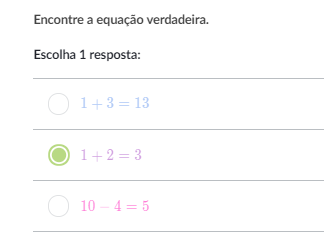 Encontre a equação verdadeira.
Escolha 1 resposta:
1 + 3 = 13
1 + 2 = 3
10 − 4 = 5